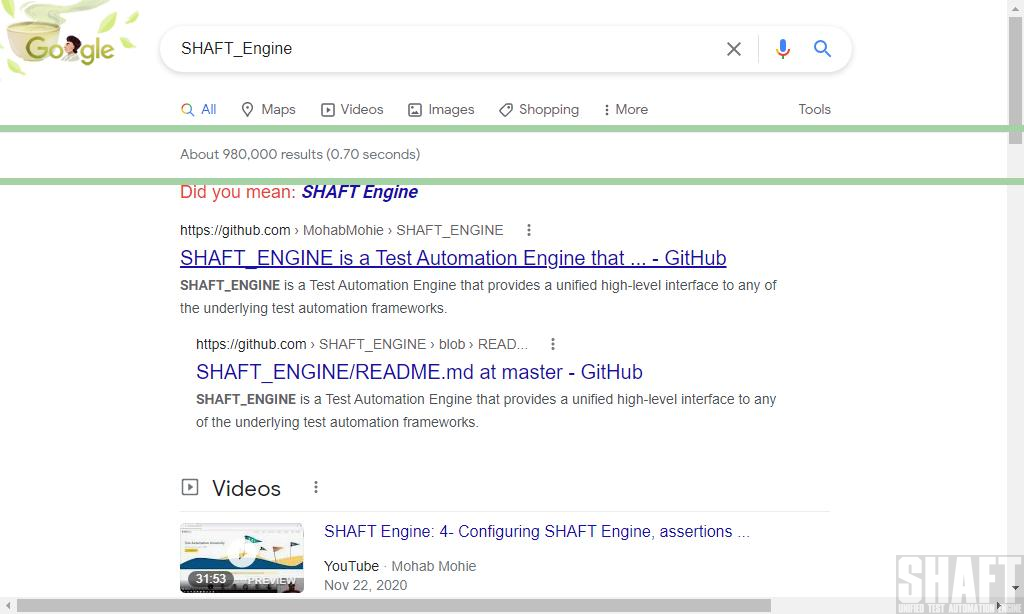 Google
SHAFT_Engine
All Maps Videos Images Shopping More Tools
About 980,000 results (0.70 seconds)
Did you mean: SHAFT Engine
https://github.com › MohabMohie › SHAFT_ENGINE
SHAFT_ENGINE is a Test Automation Engine that ... - GitHub
SHAFT_ENGINE is a Test Automation Engine that provides a unified high-level interface to any of
the underlying test automation frameworks.
https://github.com › SHAFT_ENGINE › blob › READ...
SHAFT_ENGINE/README.md at master - GitHub
SHAFT_ENGINE is a Test Automation Engine that provides a unified high-level interface to any
of the underlying test automation frameworks.
Videos
SHAFT Engine: 4- Configuring SHAFT Engine, assertions ...
YouTube · Mohab Mohie
Nov 22, 2020
31:53 PREVIEW
SHAFT
UNIFIED TEST AUTOMATION